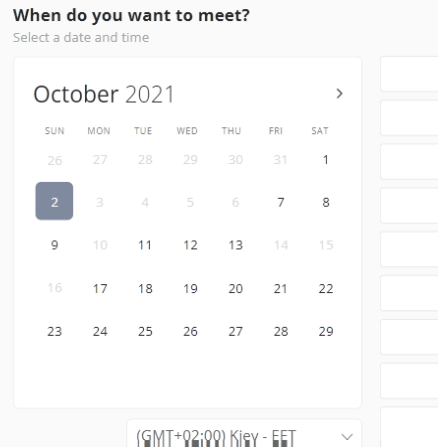 When do you want to meet?
Select a date and time
October 2021
SUN MON TUE WED THU FRI SAT
26 27 28 29 30 31 1
2 3 4 5 6 7 8
9 10 11 12 13 14 15
16 17 18 19 20 21 22
23 24 25 26 27 28 29
(GMT+02:00) Kiev - EET